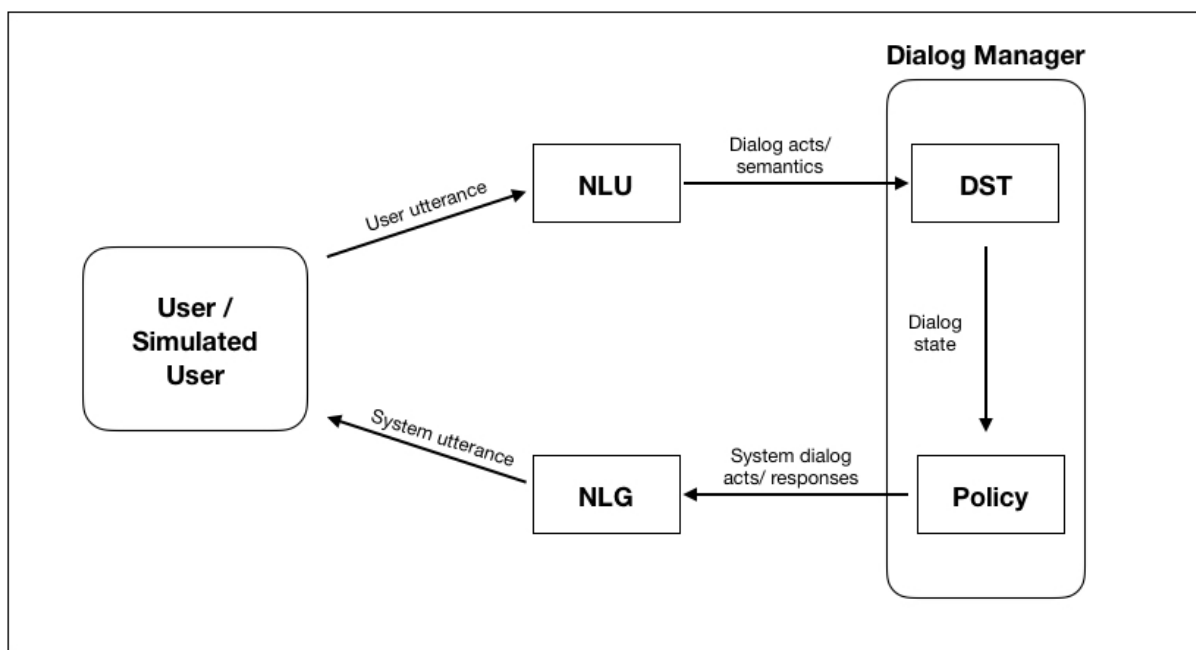 Dialog Manager
User utterance
NLU
Dialog acts/
semantics
DST
User /
Simulated
User
Dialog
state
System utterance
NLG
System dialog
acts/ responses
Policy